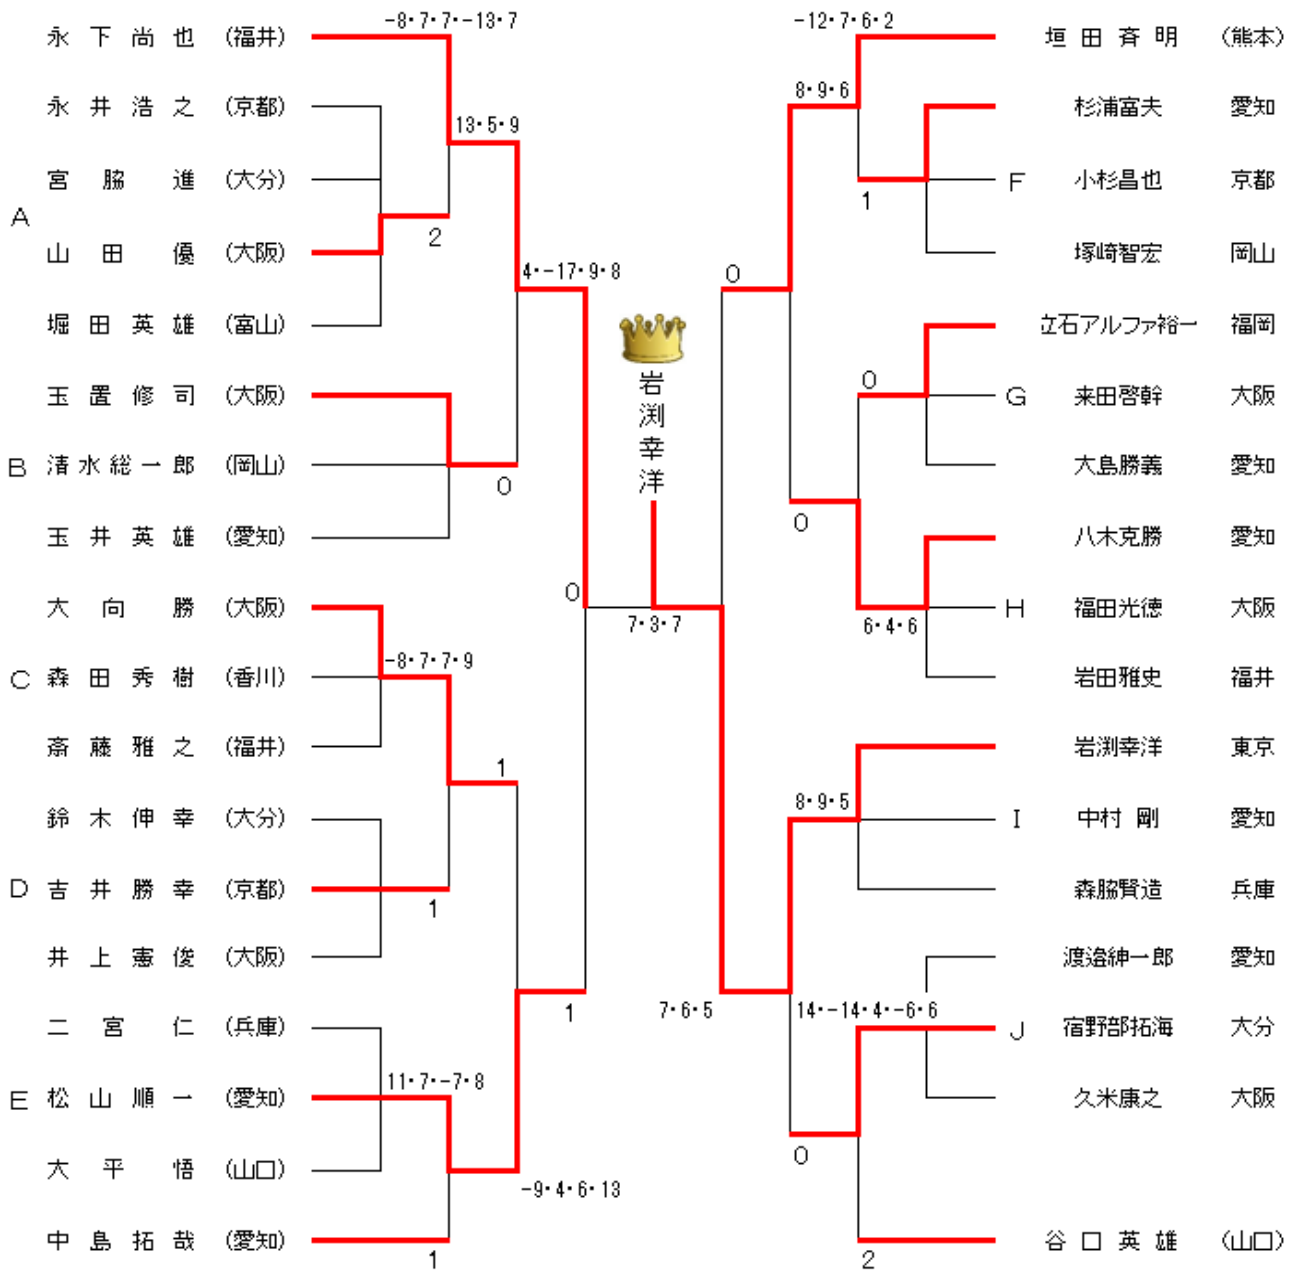 -8・7・7・-13・7
永下尚也 (福井)
永井浩之 (京都)
13・5・9
宮脇 進 (大分)
A
2
山田 優 (大阪)
4・-17・9・8
堀田英雄 (富山)
玉置修司 (大阪)
B 清水総一郎 (岡山)
0
玉井英雄 (愛知)
0
大向 勝 (大阪)
-8・7・7・9
C 森田秀樹 (香川)
斎藤雅之 (福井)
1
鈴木伸幸 (大分)
D 吉井勝幸 (京都)
1
井上憲俊 (大阪)
1
二宮 仁 (兵庫)
11・7・-7・8
E 松山順一 (愛知)
大平 悟 (山口)
-9・4・6・13
中島拓哉 (愛知)
1
岩渕幸洋
7・3・7
-12・7・6・2
垣田斉明 (熊本)
8・9・6
杉浦富夫 愛知
F 小杉昌也 京都
1
塚崎智宏 岡山
0
立石アルファ裕一 福岡
0
G 来田啓幹 大阪
大島勝義 愛知
0
八木克勝 愛知
H 福田光徳 大阪
6・4・6
岩田雅史 福井
岩渕幸洋 東京
8・9・5
I 中村 剛 愛知
森脇賢造 兵庫
渡邉紳一郎 愛知
7・6・5
14・-14・4・-6・6
J 宿野部拓海 大分
久米康之 大阪
0
谷口英雄 (山口)
2